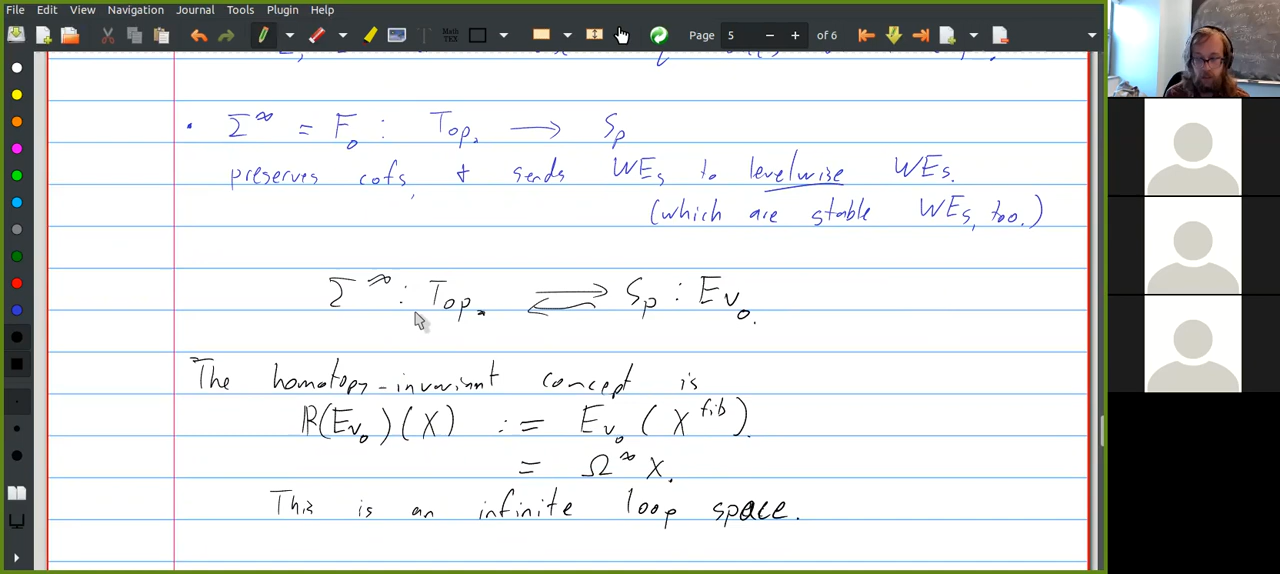 File Edit View Navigation Journal Tools Plugin Help
Page 5 of 6
• Σ^∞ = F_0 : Top_* → Sp
preserves cofs, & sends WEs to levelwise WEs.
(which are stable WEs, too.)
Σ^∞ : Top_* ⇄ Sp : Ev_0.
The homotopy-invariant concept is
ℝ(Ev_0)(X) := Ev_0(X^fib).
= Ω^∞ X.
This is an infinite loop space.